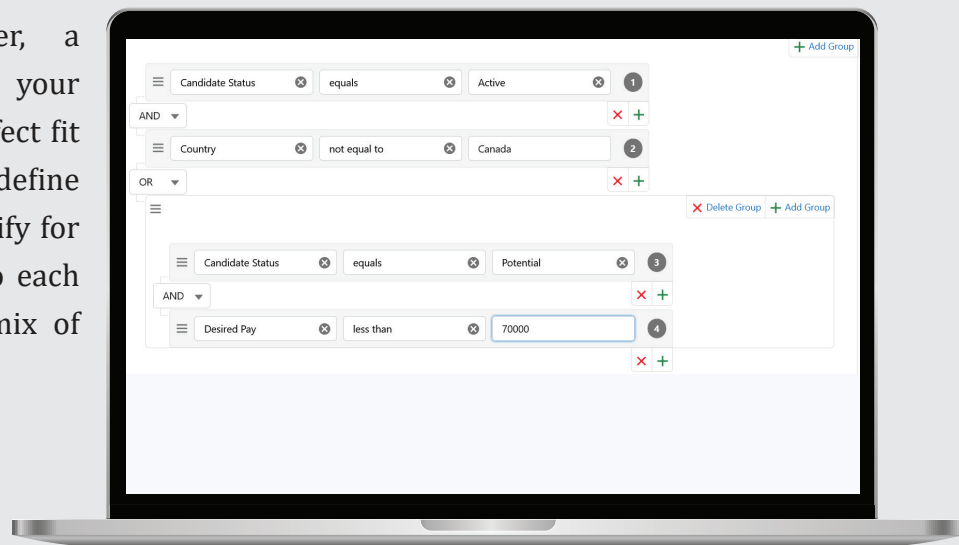 er, a
your
fect fit
define
ify for
o each
mix of
Add Group
Candidate Status equals Active 1
AND
Country not equal to Canada 2
OR
Delete Group Add Group
Candidate Status equals Potential 3
AND
Desired Pay less than 70000 4